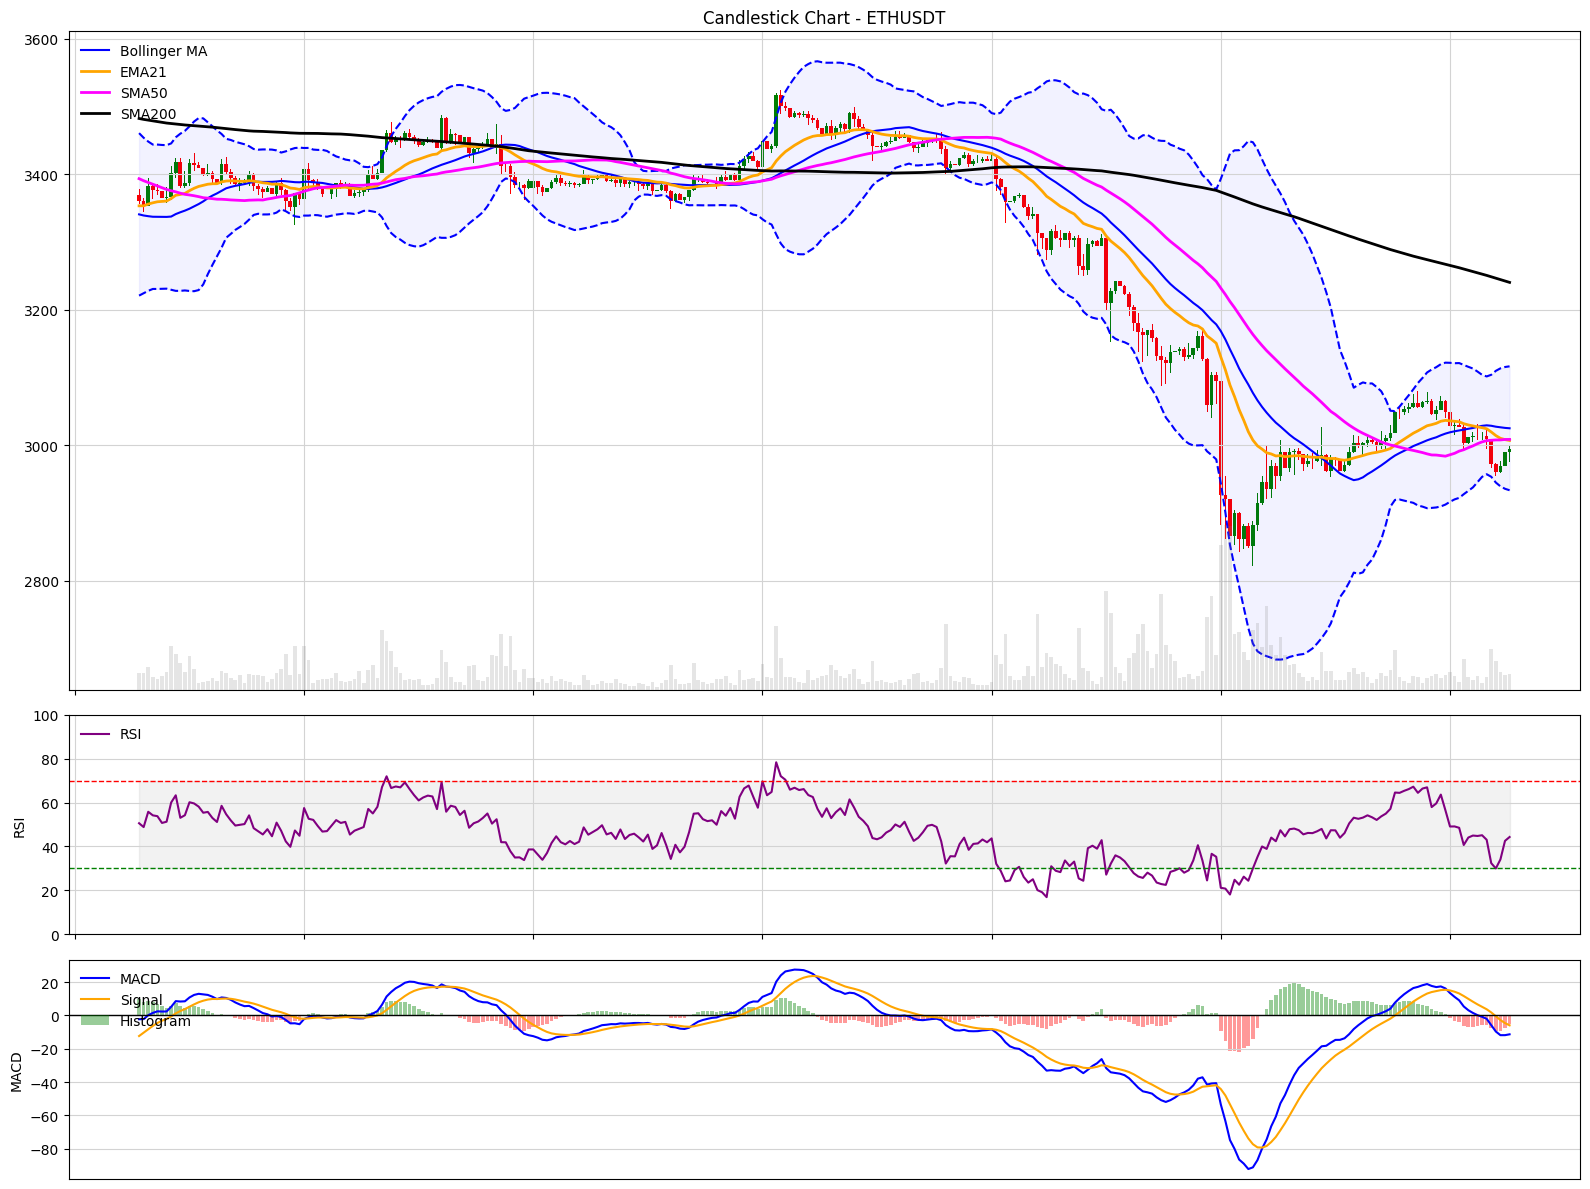 Candlestick Chart - ETHUSDT
3600
3400
3200
3000
2800
Bollinger MA
EMA21
SMA50
SMA200
100
80
60
40
20
0
RSI
RSI
20
0
−20
−40
−60
−80
MACD
MACD
Signal
Histogram